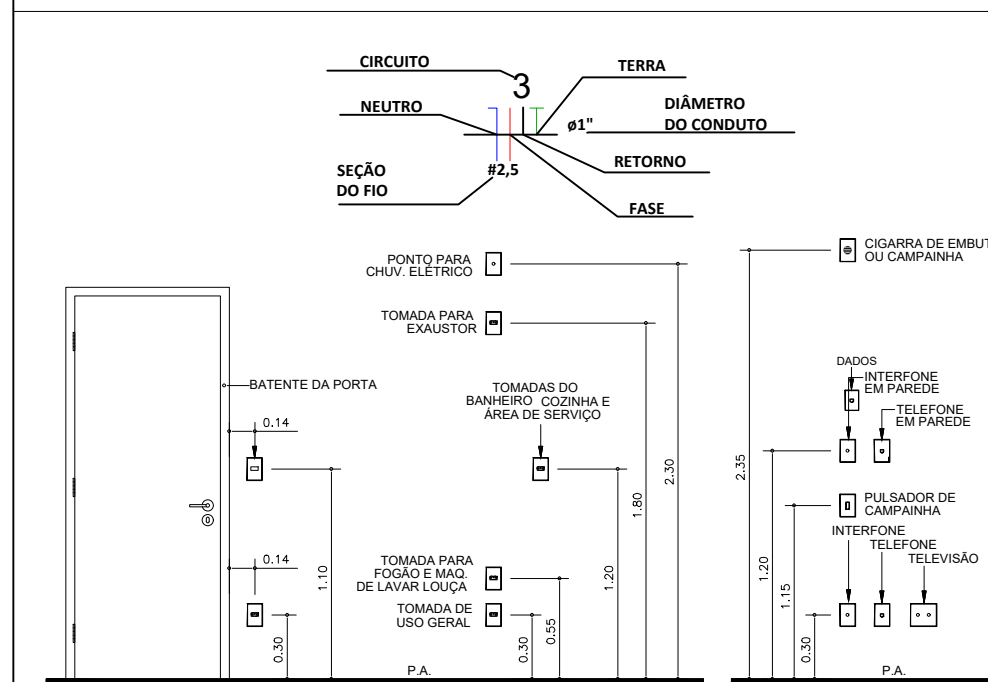 CIRCUITO
3
TERRA
NEUTRO
ø1"
DIÂMETRO
DO CONDUTO
RETORNO
#2,5
SEÇÃO
DO FIO
FASE
PONTO PARA
CHUV. ELÉTRICO
TOMADA PARA
EXAUSTOR
BATENTE DA PORTA
TOMADAS DO
BANHEIRO COZINHA E
ÁREA DE SERVIÇO
0.14
0.14
1.10
0.30
TOMADA PARA
FOGÃO E MAQ.
DE LAVAR LOUÇA
TOMADA DE
USO GERAL
0.30
0.55
1.20
1.80
2.30
P.A.
CIGARRA DE EMBUT
OU CAMPAINHA
DADOS
INTERFONE
EM PAREDE
TELEFONE
EM PAREDE
PULSADOR DE
CAMPAINHA
INTERFONE
TELEFONE
TELEVISÃO
2.35
1.20
1.15
0.30
P.A.